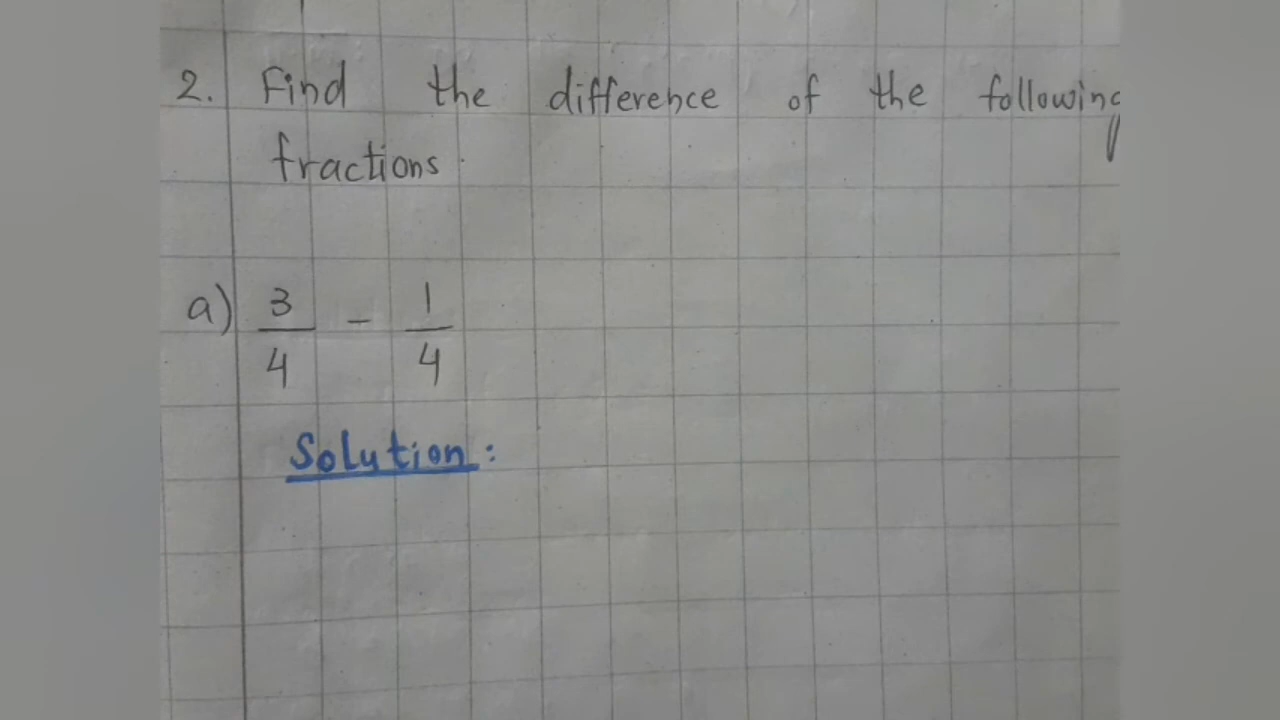 2. Find the difference of the following
fractions.
a) 3/4 - 1/4
Solution: